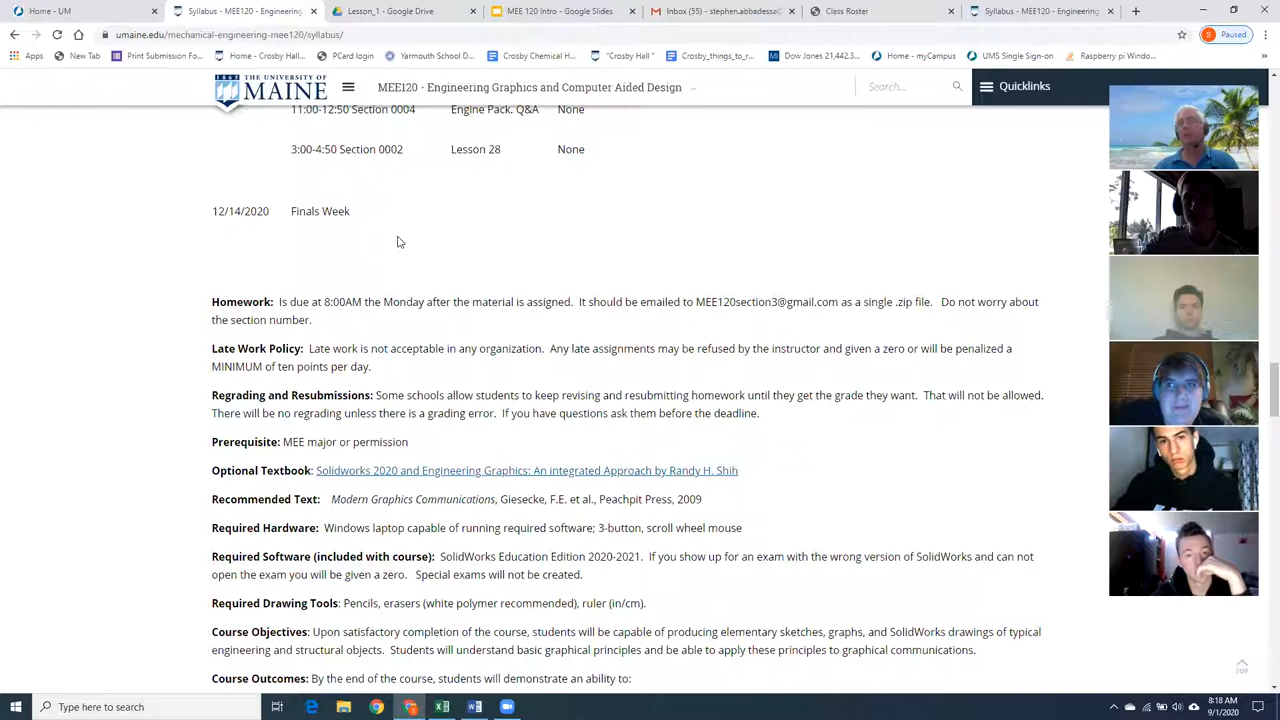 Home - UM
Syllabus - MEE120 - Engineering
Lesson_1 - Google Drive
MEE 120 Intro - Google Slides
Inbox (55) - stephen.abbadessa@
Class Roster
Syllabus - MEE120 - Engineering
umaine.edu/mechanical-engineering-mee120/syllabus/
S Paused
Apps New Tab Print Submission Fo... Home - Crosby Hall... PCard login Yarmouth School D... Crosby Chemical Hall... "Crosby Hall " Crosby_things_to_r... Dow Jones 21,442.3... Home - myCampus UMS Single Sign-on Raspberry pi Windo...
1865 THE UNIVERSITY OF
MAINE
MEE120 - Engineering Graphics and Computer Aided Design
Search...
Quicklinks
11:00-12:50 Section 0004 Engine Pack. Q&A None
3:00-4:50 Section 0002 Lesson 28 None
12/14/2020 Finals Week
Homework: Is due at 8:00AM the Monday after the material is assigned. It should be emailed to MEE120section3@gmail.com as a single .zip file. Do not worry about
the section number.
Late Work Policy: Late work is not acceptable in any organization. Any late assignments may be refused by the instructor and given a zero or will be penalized a
MINIMUM of ten points per day.
Regrading and Resubmissions: Some schools allow students to keep revising and resubmitting homework until they get the grade they want. That will not be allowed.
There will be no regrading unless there is a grading error. If you have questions ask them before the deadline.
Prerequisite: MEE major or permission
Optional Textbook: Solidworks 2020 and Engineering Graphics: An integrated Approach by Randy H. Shih
Recommended Text: Modern Graphics Communications, Giesecke, F.E. et al., Peachpit Press, 2009
Required Hardware: Windows laptop capable of running required software; 3-button, scroll wheel mouse
Required Software (included with course): SolidWorks Education Edition 2020-2021. If you show up for an exam with the wrong version of SolidWorks and can not
open the exam you will be given a zero. Special exams will not be created.
Required Drawing Tools: Pencils, erasers (white polymer recommended), ruler (in/cm).
Course Objectives: Upon satisfactory completion of the course, students will be capable of producing elementary sketches, graphs, and SolidWorks drawings of typical
engineering and structural objects. Students will understand basic graphical principles and be able to apply these principles to graphical communications.
TOP
Course Outcomes: By the end of the course, students will demonstrate an ability to:
Type here to search
8:18 AM
9/1/2020